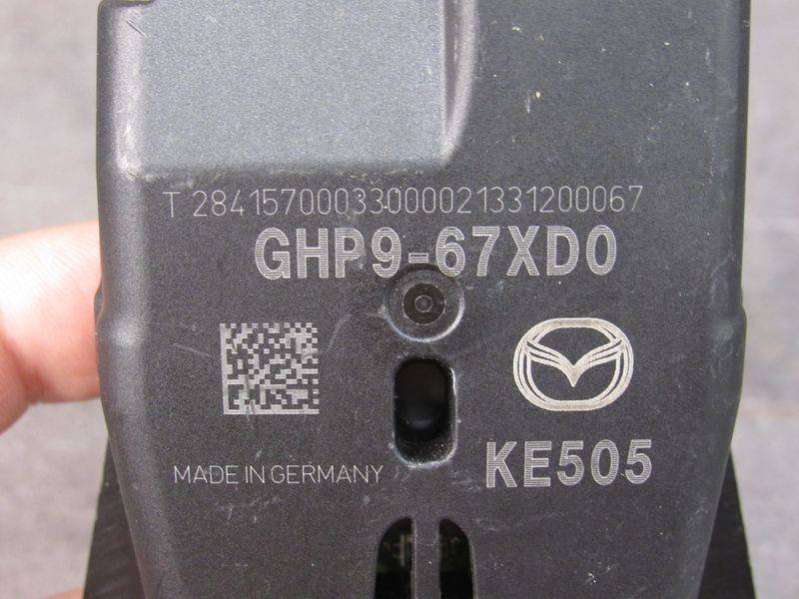 T 28415700033000021331200067
GHP9-67XD0
MADE IN GERMANY
KE505